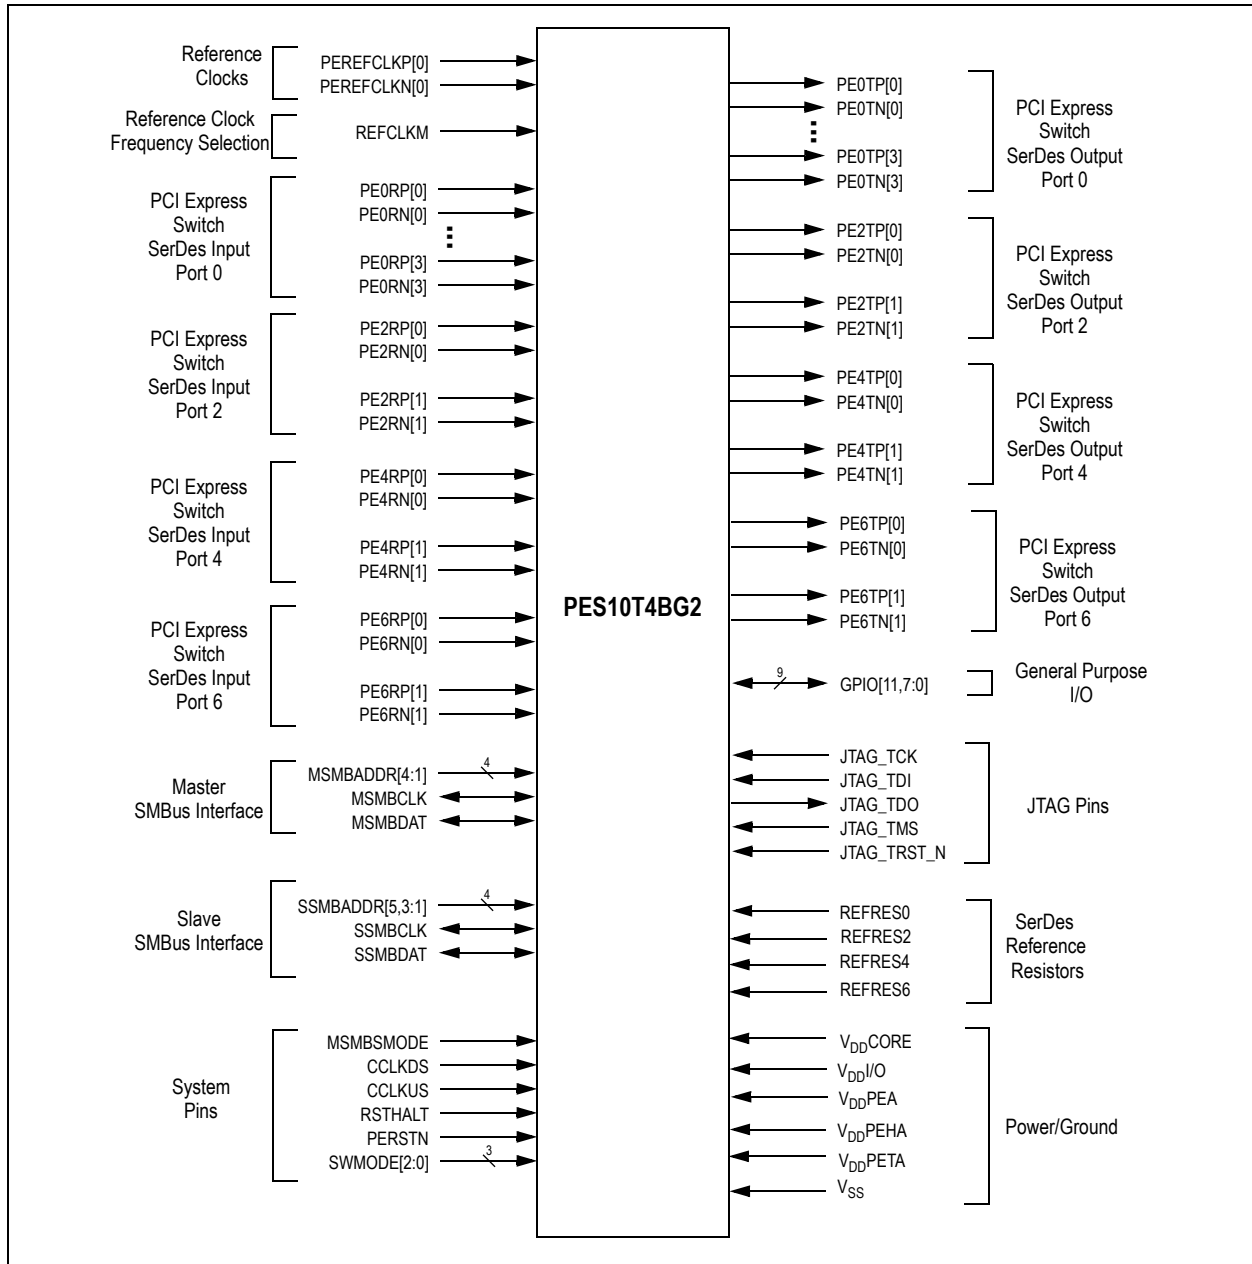 Reference
Clocks
PEREFCLKP[0]
PEREFCLKN[0]
Reference Clock
Frequency Selection
REFCLKM
PCI Express
Switch
SerDes Input
Port 0
PE0RP[0]
PE0RN[0]
PE0RP[3]
PE0RN[3]
PCI Express
Switch
SerDes Input
Port 2
PE2RP[0]
PE2RN[0]
PE2RP[1]
PE2RN[1]
PCI Express
Switch
SerDes Input
Port 4
PE4RP[0]
PE4RN[0]
PE4RP[1]
PE4RN[1]
PCI Express
Switch
SerDes Input
Port 6
PE6RP[0]
PE6RN[0]
PE6RP[1]
PE6RN[1]
Master
SMBus Interface
MSMBADDR[4:1] 4
MSMBCLK
MSMBDAT
Slave
SMBus Interface
SSMBADDR[5,3:1] 4
SSMBCLK
SSMBDAT
System
Pins
MSMBSMODE
CCLKDS
CCLKUS
RSTHALT
PERSTN
SWMODE[2:0] 3
PES10T4BG2
PE0TP[0]
PE0TN[0]
PE0TP[3]
PE0TN[3]
PCI Express
Switch
SerDes Output
Port 0
PE2TP[0]
PE2TN[0]
PE2TP[1]
PE2TN[1]
PCI Express
Switch
SerDes Output
Port 2
PE4TP[0]
PE4TN[0]
PE4TP[1]
PE4TN[1]
PCI Express
Switch
SerDes Output
Port 4
PE6TP[0]
PE6TN[0]
PE6TP[1]
PE6TN[1]
PCI Express
Switch
SerDes Output
Port 6
9 GPIO[11,7:0]
General Purpose
I/O
JTAG_TCK
JTAG_TDI
JTAG_TDO
JTAG_TMS
JTAG_TRST_N
JTAG Pins
REFRES0
REFRES2
REFRES4
REFRES6
SerDes
Reference
Resistors
VDDCORE
VDDI/O
VDDPEA
VDDPEHA
VDDPETA
VSS
Power/Ground